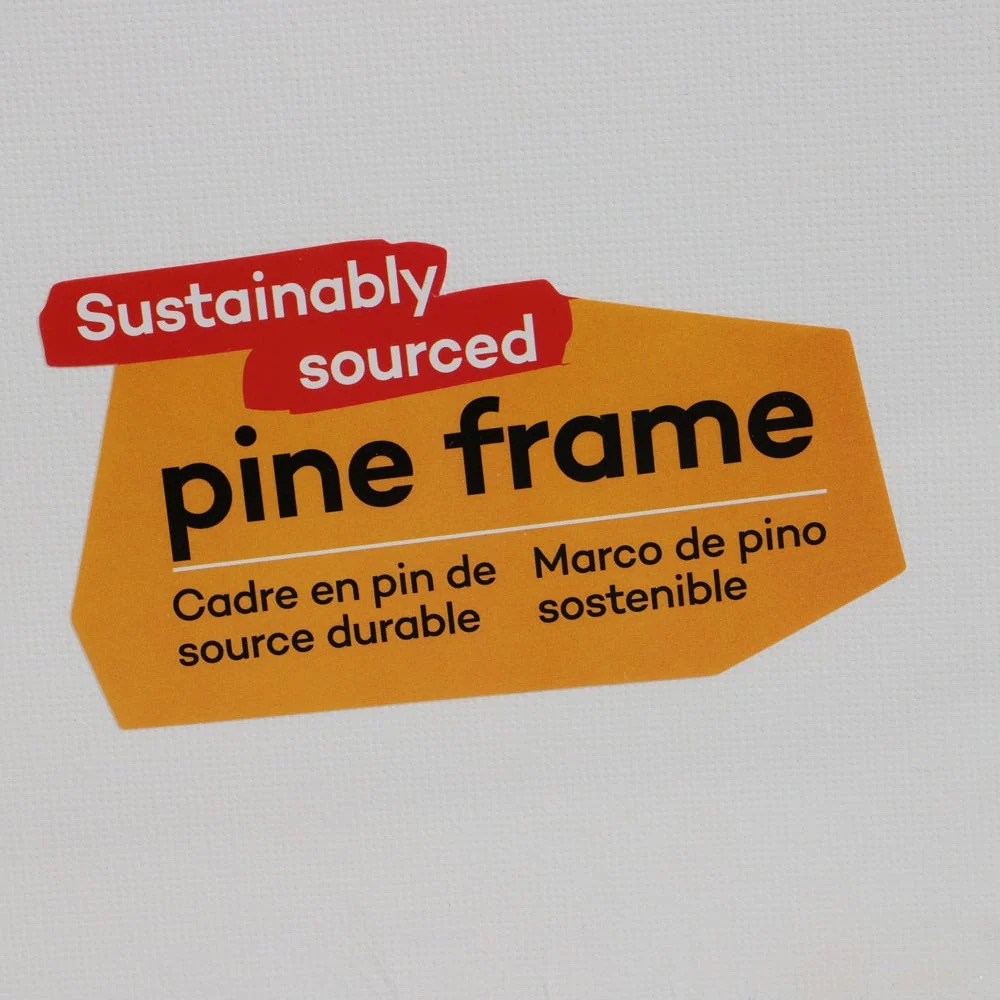 Sustainably
sourced
pine frame
Cadre en pin de
source durable
Marco de pino
sostenible